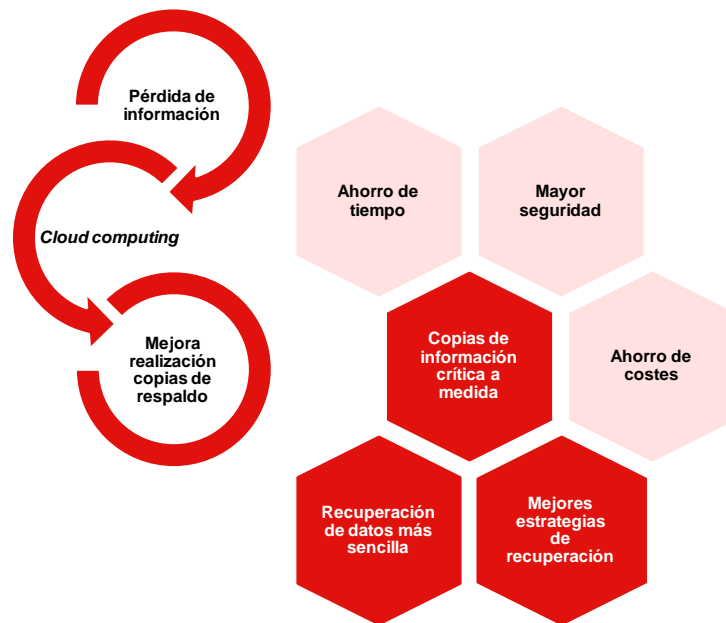 Pérdida de
información
Cloud computing
Mejora
realización
copias de
respaldo
Ahorro de
tiempo
Mayor
seguridad
Copias de
información
crítica a
medida
Ahorro de
costes
Recuperación
de datos más
sencilla
Mejores
estrategias
de
recuperación